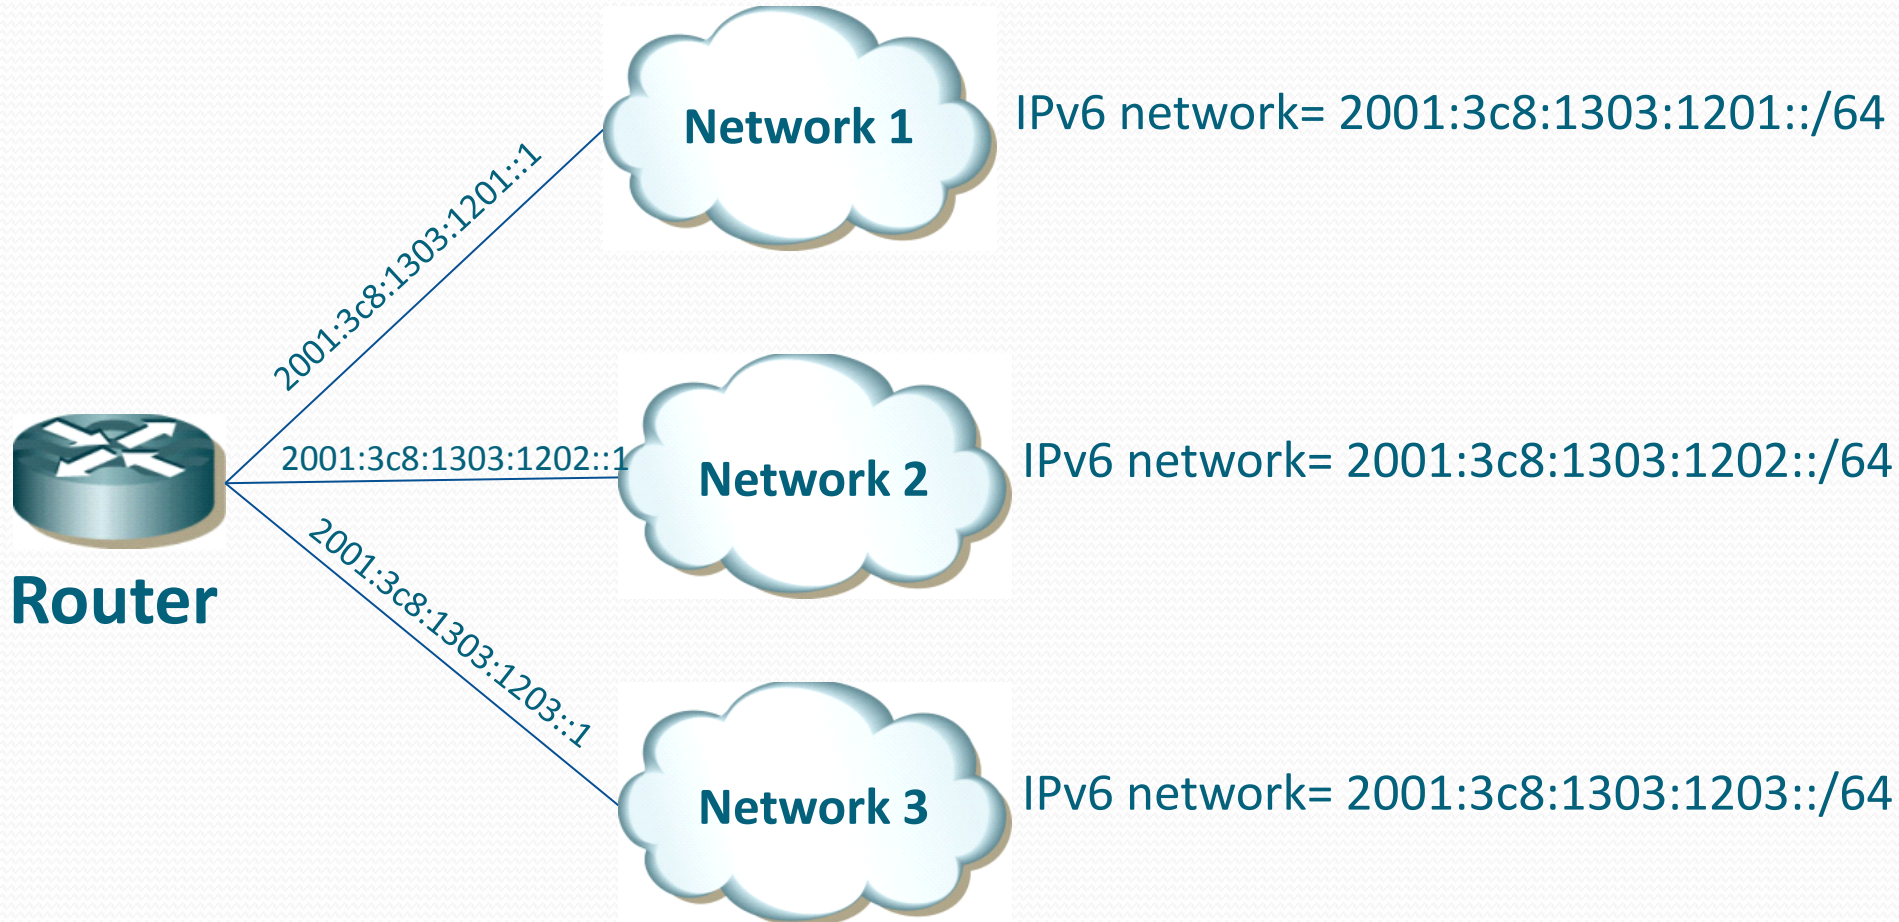 Network 1
IPv6 network= 2001:3c8:1303:1201::/64
2001:3c8:1303:1201::1
2001:3c8:1303:1202::1
Network 2
IPv6 network= 2001:3c8:1303:1202::/64
Router
2001:3c8:1303:1203::1
Network 3
IPv6 network= 2001:3c8:1303:1203::/64